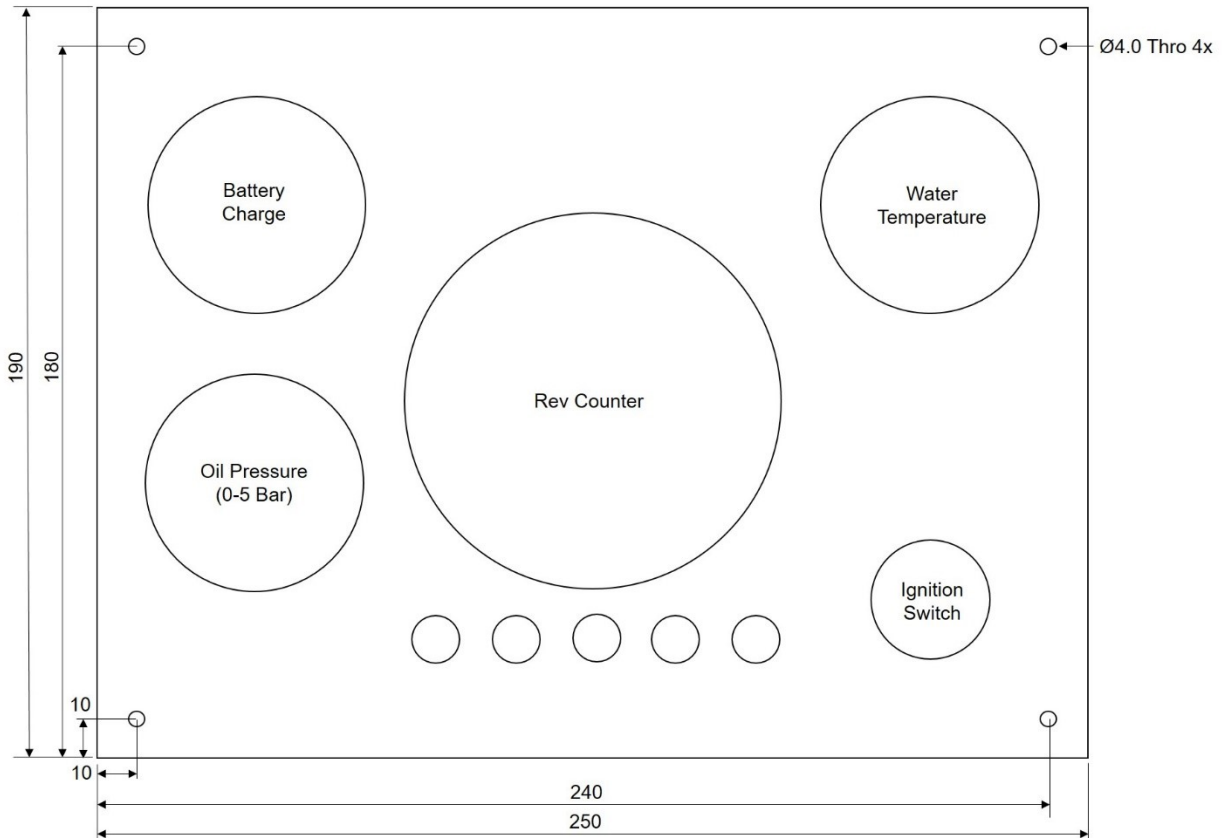 Ø4.0 Thro 4x
Battery
Charge
Water
Temperature
190
180
Rev Counter
Oil Pressure
(0-5 Bar)
Ignition
Switch
10
10
240
250